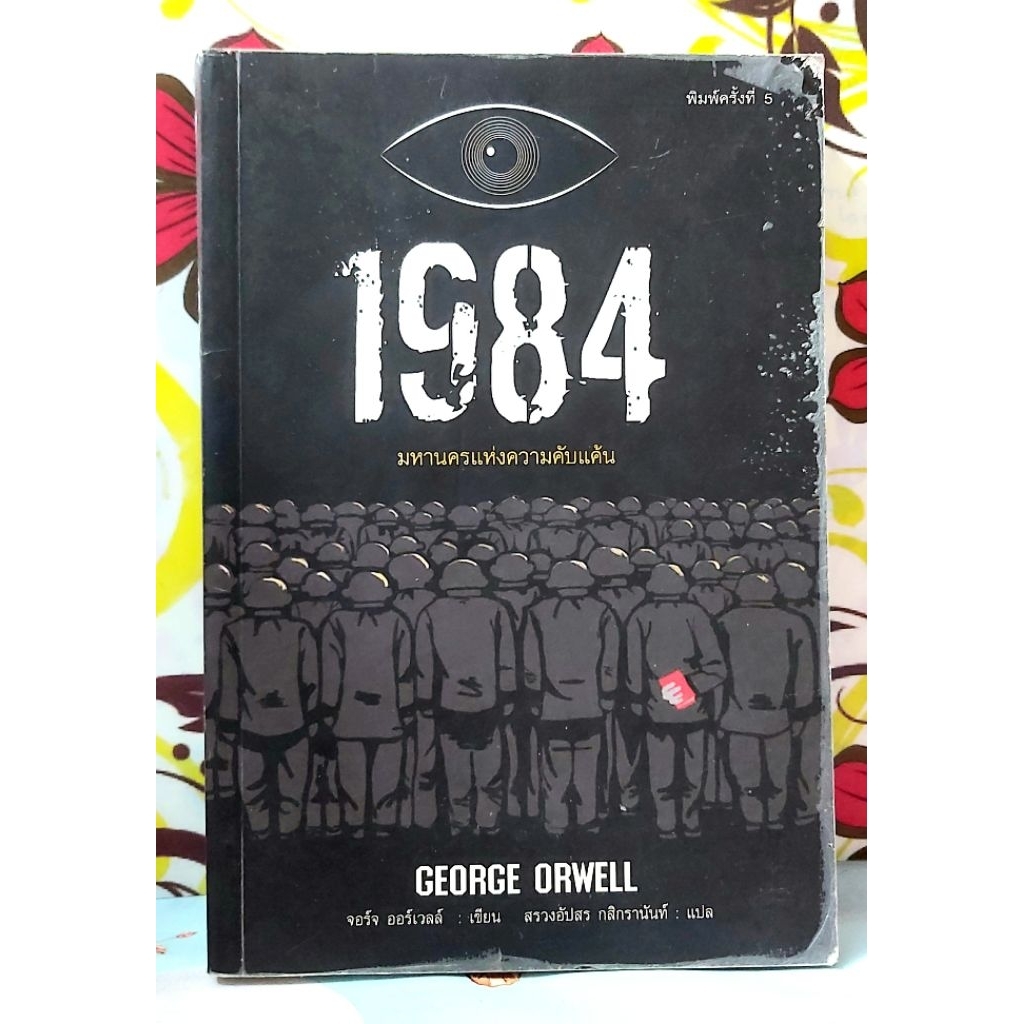 พิมพ์ครั้งที่ 5
1984
มหานครแห่งความคับแค้น
GEORGE ORWELL
จอร์จ ออร์เวลล์ : เขียน สรวงอัปสร กสิกรานันท์ : แปล